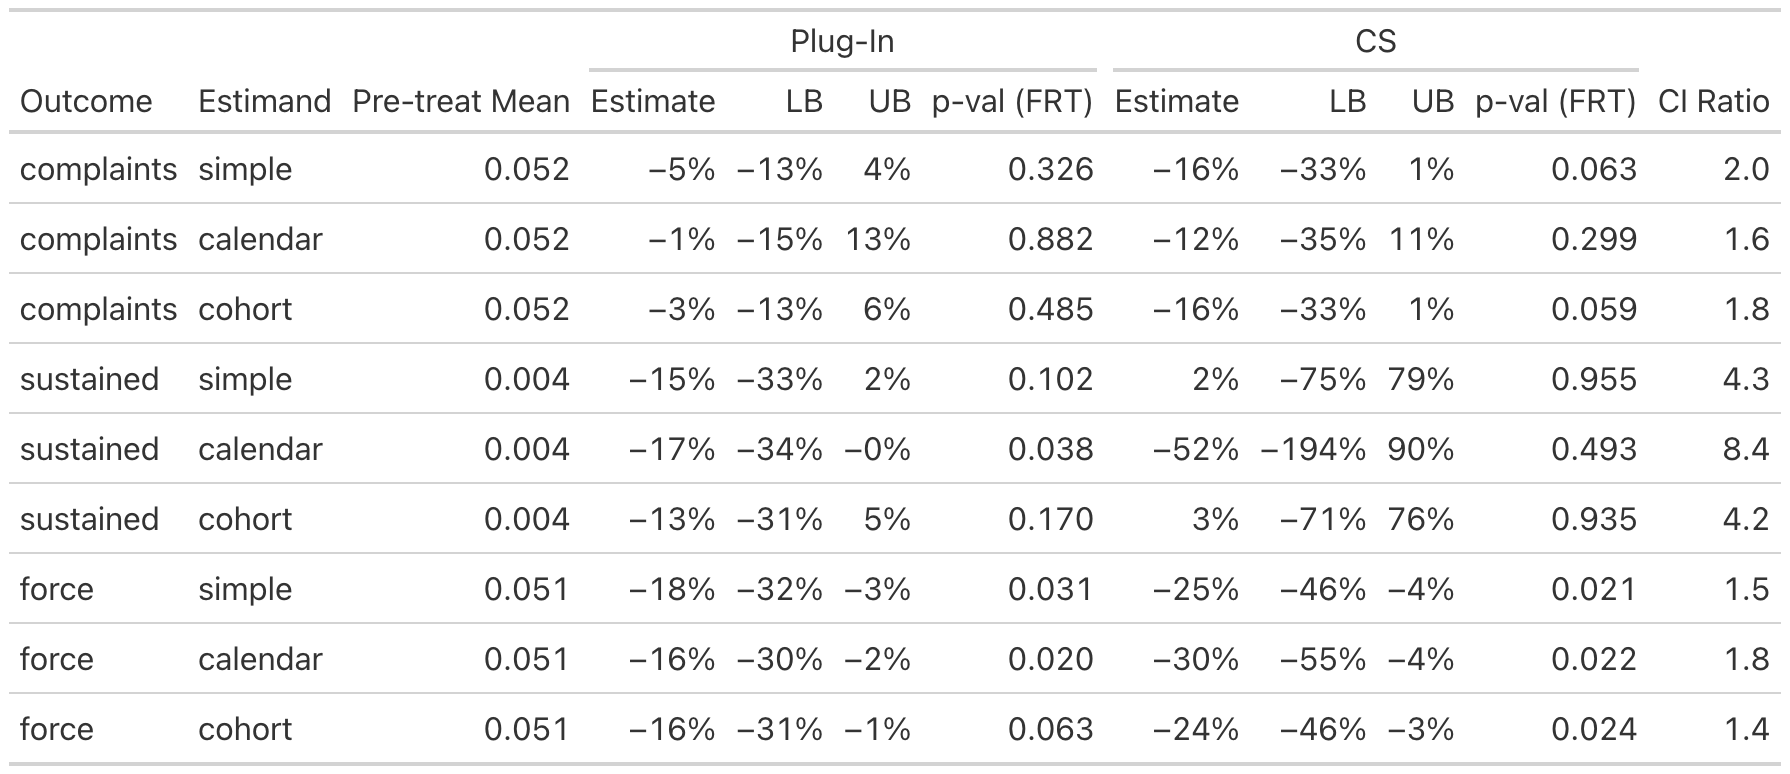 Plug-In CS
Outcome Estimand Pre-treat Mean Estimate LB UB p-val (FRT) Estimate LB UB p-val (FRT) CI Ratio
complaints simple 0.052 −5% −13% 4% 0.326 −16% −33% 1% 0.063 2.0
complaints calendar 0.052 −1% −15% 13% 0.882 −12% −35% 11% 0.299 1.6
complaints cohort 0.052 −3% −13% 6% 0.485 −16% −33% 1% 0.059 1.8
sustained simple 0.004 −15% −33% 2% 0.102 2% −75% 79% 0.955 4.3
sustained calendar 0.004 −17% −34% −0% 0.038 −52% −194% 90% 0.493 8.4
sustained cohort 0.004 −13% −31% 5% 0.170 3% −71% 76% 0.935 4.2
force simple 0.051 −18% −32% −3% 0.031 −25% −46% −4% 0.021 1.5
force calendar 0.051 −16% −30% −2% 0.020 −30% −55% −4% 0.022 1.8
force cohort 0.051 −16% −31% −1% 0.063 −24% −46% −3% 0.024 1.4